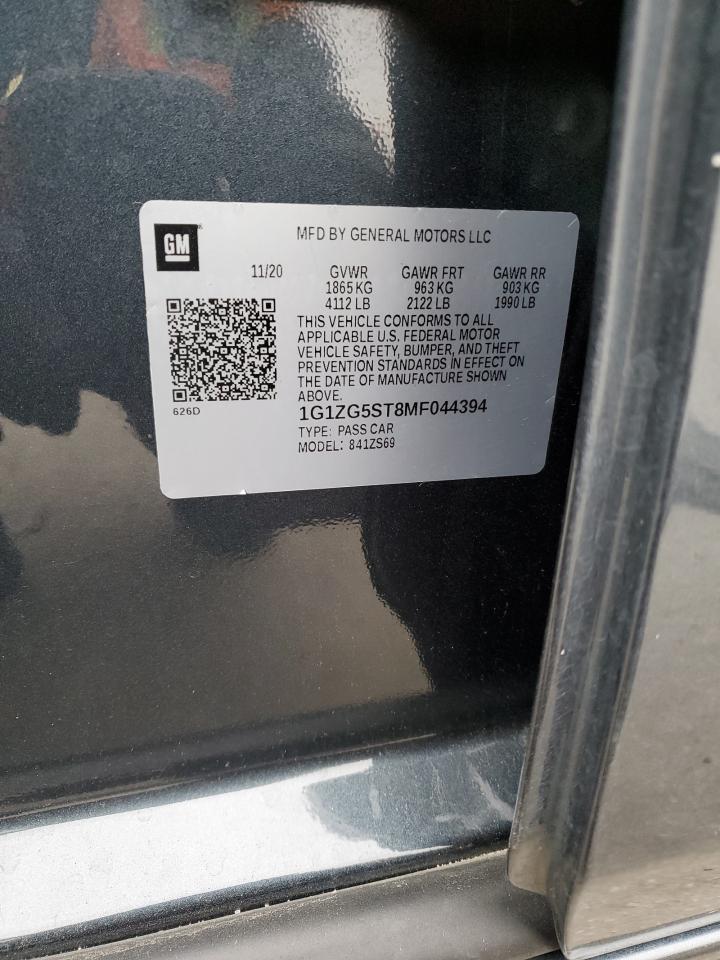 GM
MFD BY GENERAL MOTORS LLC
11/20 GVWR GAWR FRT GAWR RR
1865 KG 963 KG 903 KG
4112 LB 2122 LB 1990 LB
THIS VEHICLE CONFORMS TO ALL
APPLICABLE U.S. FEDERAL MOTOR
VEHICLE SAFETY, BUMPER, AND THEFT
PREVENTION STANDARDS IN EFFECT ON
THE DATE OF MANUFACTURE SHOWN
ABOVE.
626D
1G1ZG5ST8MF044394
TYPE: PASS CAR
MODEL: 841ZS69